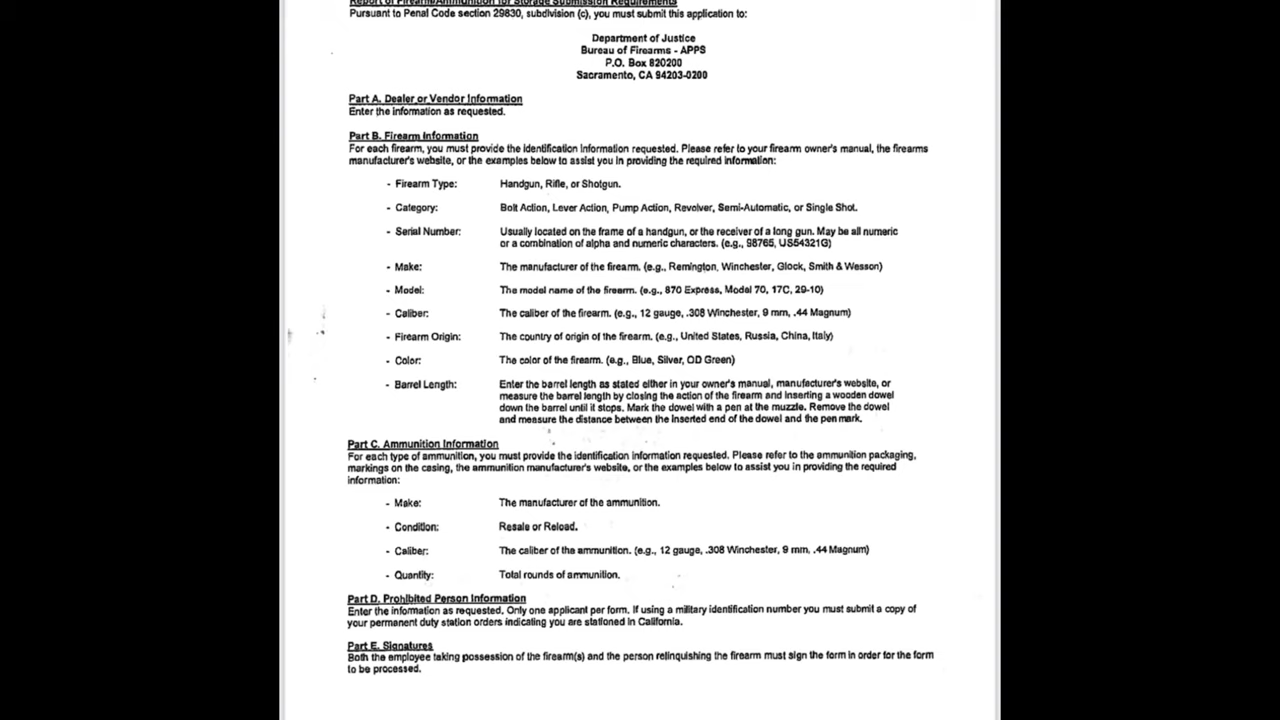 Report of Firearm/Ammunition for Storage Submission Requirements
Pursuant to Penal Code section 29830, subdivision (c), you must submit this application to:
Department of Justice
Bureau of Firearms - APPS
P.O. Box 820200
Sacramento, CA 94203-0200
Part A. Dealer or Vendor Information
Enter the information as requested.
Part B. Firearm Information
For each firearm, you must provide the identification information requested. Please refer to your firearm owner's manual, the firearms
manufacturer's website, or the examples below to assist you in providing the required information:
- Firearm Type: Handgun, Rifle, or Shotgun.
- Category: Bolt Action, Lever Action, Pump Action, Revolver, Semi-Automatic, or Single Shot.
- Serial Number: Usually located on the frame of a handgun, or the receiver of a long gun. May be all numeric
or a combination of alpha and numeric characters. (e.g., 98765, US54321G)
- Make: The manufacturer of the firearm. (e.g., Remington, Winchester, Glock, Smith & Wesson)
- Model: The model name of the firearm. (e.g., 870 Express, Model 70, 17C, 29-10)
- Caliber: The caliber of the firearm. (e.g., 12 gauge, .308 Winchester, 9 mm, .44 Magnum)
- Firearm Origin: The country of origin of the firearm. (e.g., United States, Russia, China, Italy)
- Color: The color of the firearm. (e.g., Blue, Silver, OD Green)
- Barrel Length: Enter the barrel length as stated either in your owner's manual, manufacturer's website, or
measure the barrel length by closing the action of the firearm and inserting a wooden dowel
down the barrel until it stops. Mark the dowel with a pen at the muzzle. Remove the dowel
and measure the distance between the inserted end of the dowel and the pen mark.
Part C. Ammunition Information
For each type of ammunition, you must provide the identification information requested. Please refer to the ammunition packaging,
markings on the casing, the ammunition manufacturer's website, or the examples below to assist you in providing the required
information:
- Make: The manufacturer of the ammunition.
- Condition: Resale or Reload.
- Caliber: The caliber of the ammunition. (e.g., 12 gauge, .308 Winchester, 9 mm, .44 Magnum)
- Quantity: Total rounds of ammunition.
Part D. Prohibited Person Information
Enter the information as requested. Only one applicant per form. If using a military identification number you must submit a copy of
your permanent duty station orders indicating you are stationed in California.
Part E. Signatures
Both the employee taking possession of the firearm(s) and the person relinquishing the firearm must sign the form in order for the form
to be processed.